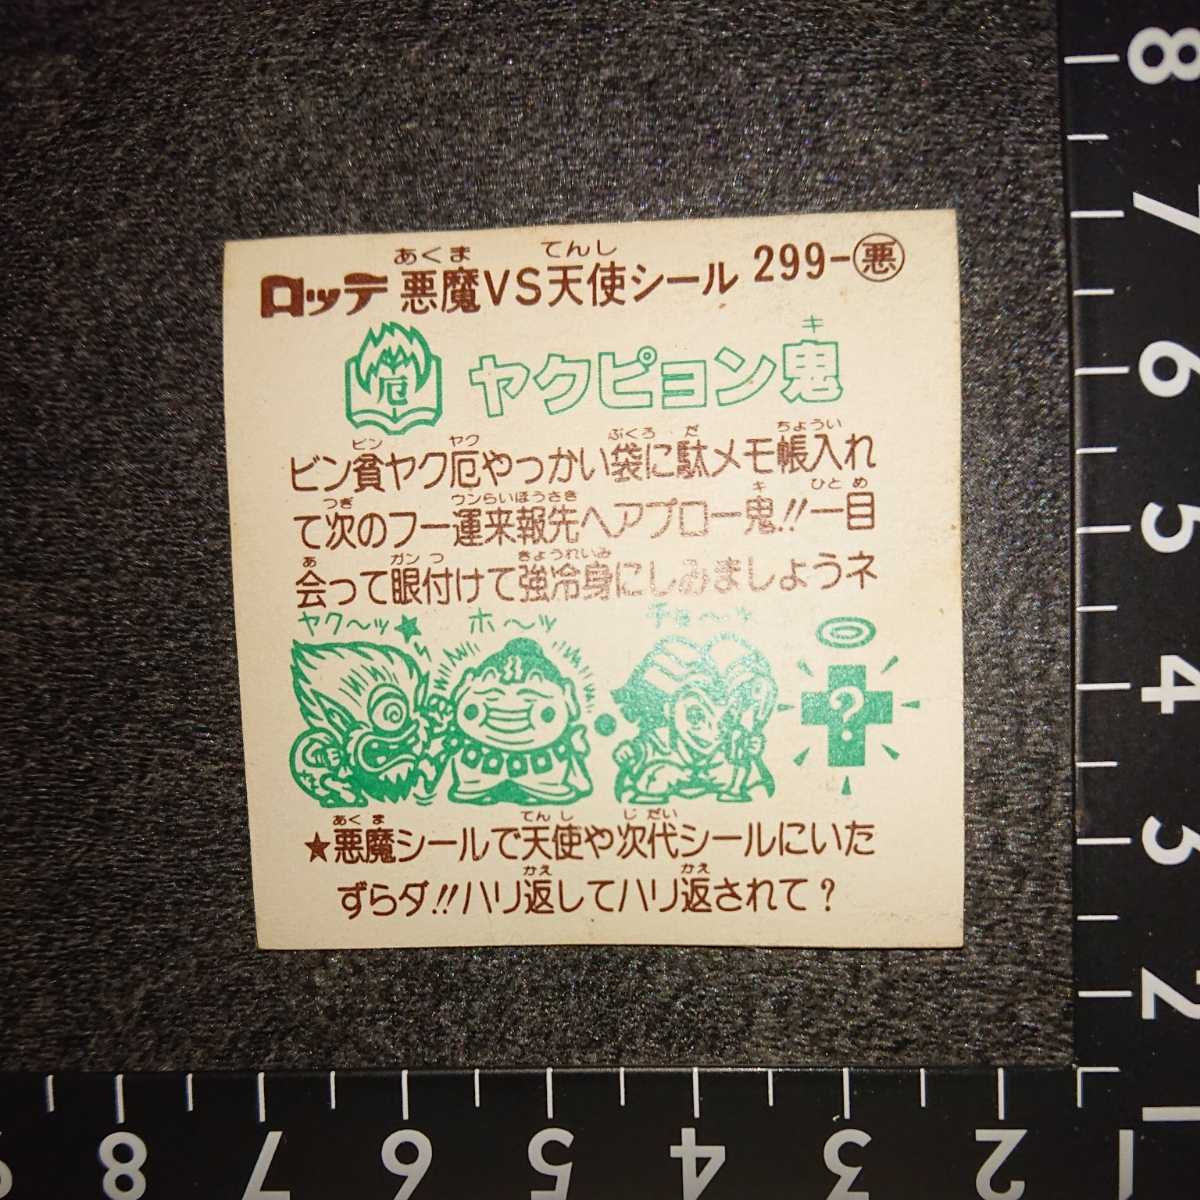 ロッテ 悪魔VS天使シール 299-悪
あくま てんし
キ
厄 ヤクピョン鬼
ビン ヤク ぶくろ だ ちょうい
ビン貧ヤク厄やっかい袋に駄メモ帳入れ
つぎ ウンらいほうさき キ ひとめ
て次のフー運来報先へアプロー鬼!!一目
あ ガンつ きょうれいみ
会って眼付けて強冷身にしみましようネ
ヤク〜ッ★ ホ〜ッ チョ〜ッ
?
あくま てんし じだい
★悪魔シールで天使や次代シールにいた
かえ かえ
ずらダ!!ハリ返してハリ返されて?
8
7
6
5
4
3
2
1
9 8 7 6 5 4 3 2 1